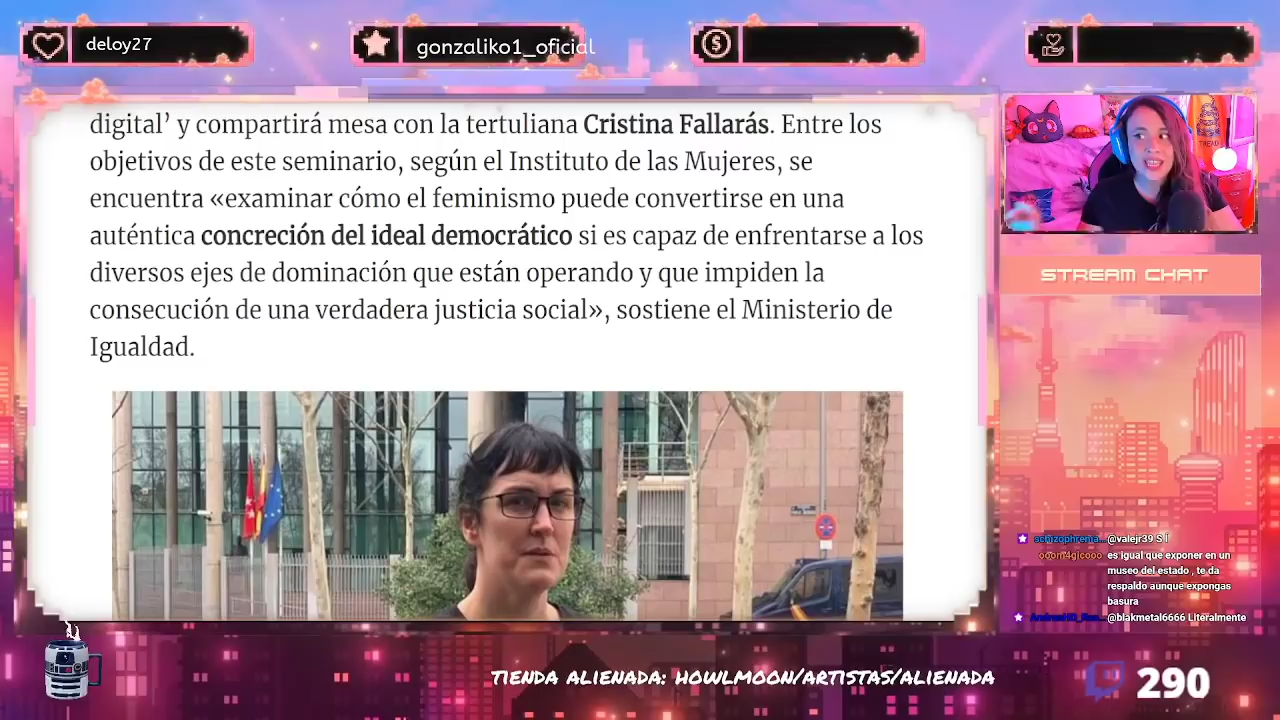 deloy27
gonzaliko1_oficial
digital’ y compartirá mesa con la tertuliana Cristina Fallarás. Entre los
objetivos de este seminario, según el Instituto de las Mujeres, se
encuentra «examinar cómo el feminismo puede convertirse en una
auténtica concreción del ideal democrático si es capaz de enfrentarse a los
diversos ejes de dominación que están operando y que impiden la
consecución de una verdadera justicia social», sostiene el Ministerio de
Igualdad.
STREAM CHAT
schizophrema... @valejr39 S Í
ooom4gicooo es igual que exponer en un
museo del estado , te da
respaldo aunque expongas
basura
@blakmetal6666 Literalmente
TIENDA ALIENADA: HOWLMOON/ARTISTAS/ALIENADA
290